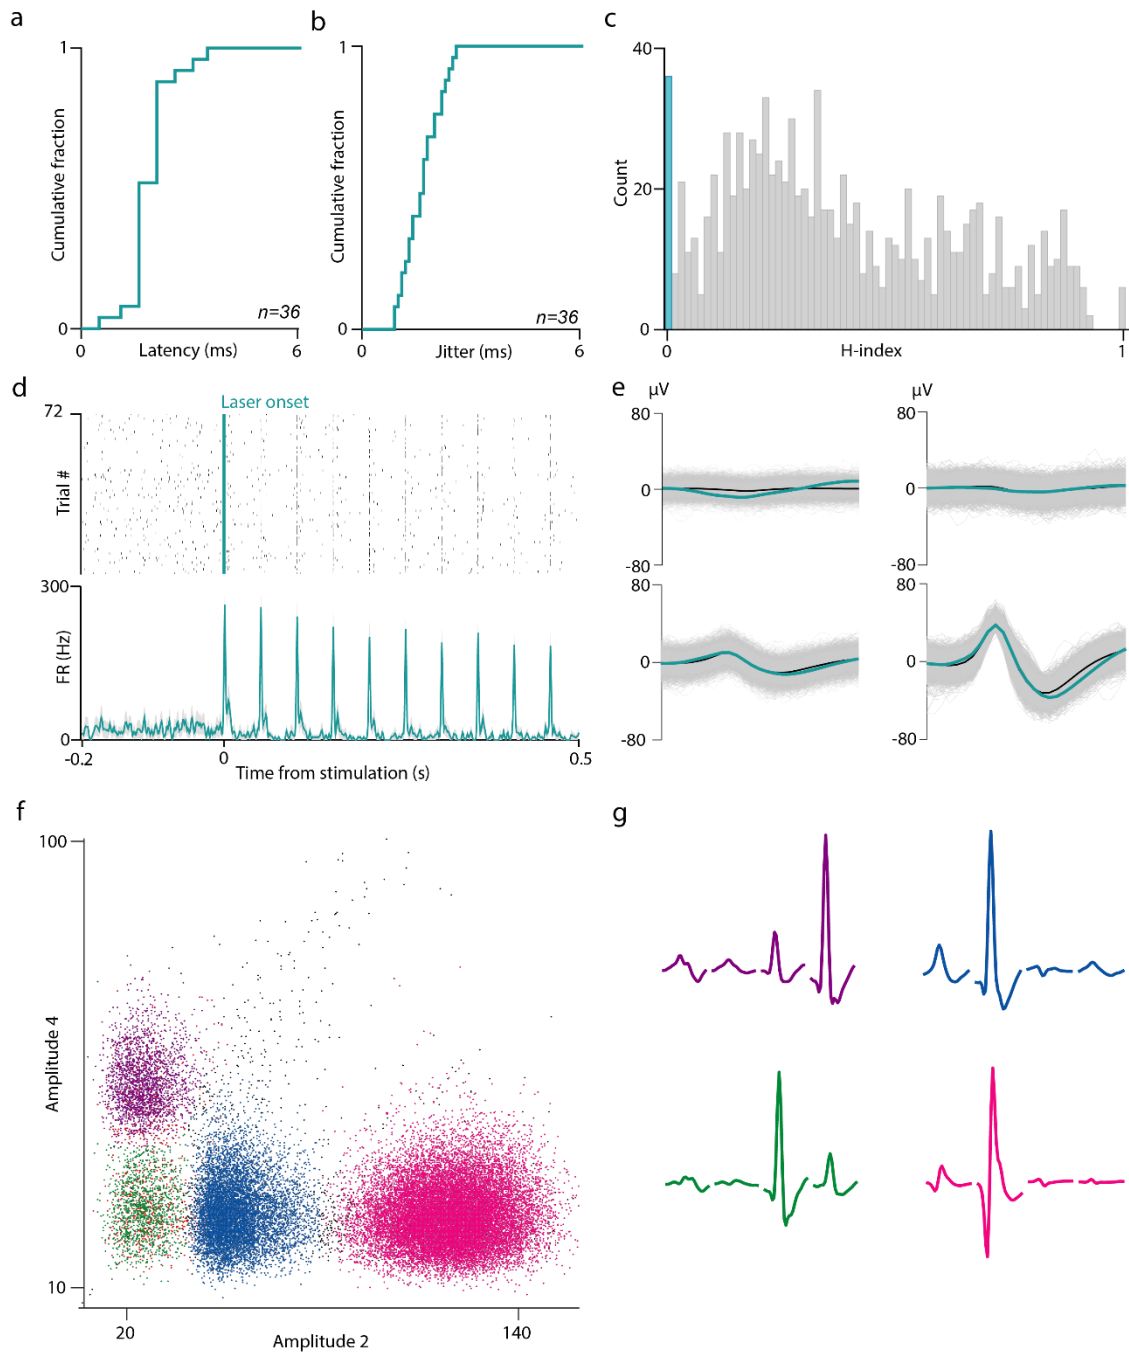 a
1
Cumulative fraction
0
n=36
0
Latency (ms)
6
b
1
Cumulative fraction
0
n=36
0
Jitter (ms)
6
c
40
20
0
Count
0
H-index
1
d
Laser onset
72
Trial #
300
FR (Hz)
0
-0.2
0
0.5
Time from stimulation (s)
e
µV
80
0
-80
µV
80
0
-80
80
0
-80
80
0
-80
f
100
Amplitude 4
10
20
140
Amplitude 2
g